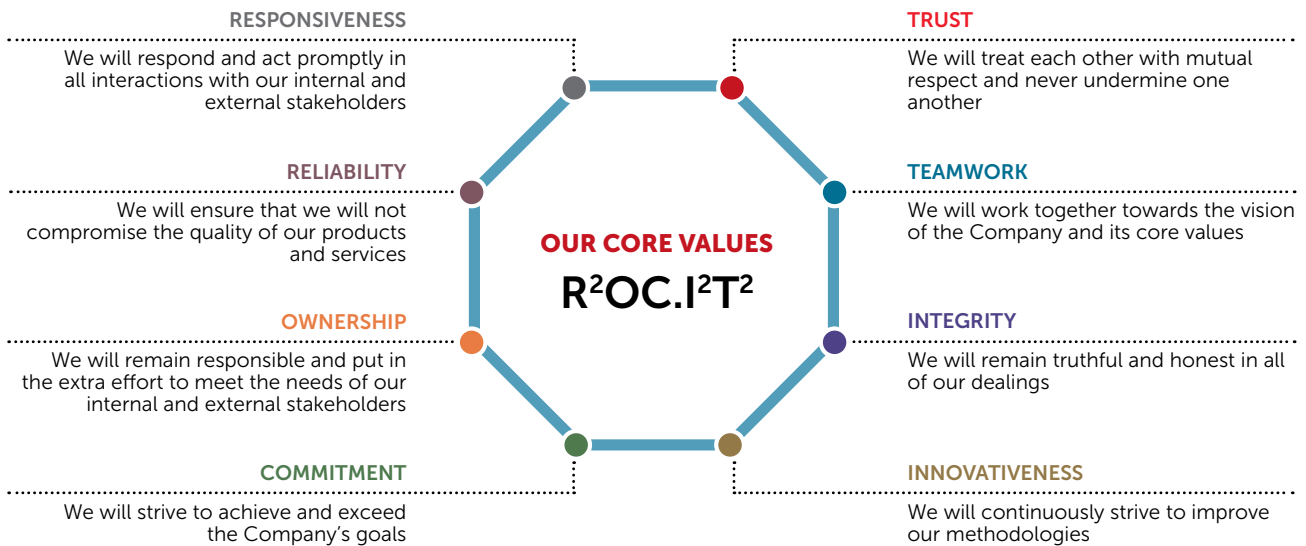 RESPONSIVENESS
We will respond and act promptly in
all interactions with our internal and
external stakeholders
RELIABILITY
We will ensure that we will not
compromise the quality of our products
and services
OWNERSHIP
We will remain responsible and put in
the extra effort to meet the needs of our
internal and external stakeholders
COMMITMENT
We will strive to achieve and exceed
the Company’s goals
OUR CORE VALUES
R²OC.I²T²
TRUST
We will treat each other with mutual
respect and never undermine one
another
TEAMWORK
We will work together towards the vision
of the Company and its core values
INTEGRITY
We will remain truthful and honest in all
of our dealings
INNOVATIVENESS
We will continuously strive to improve
our methodologies